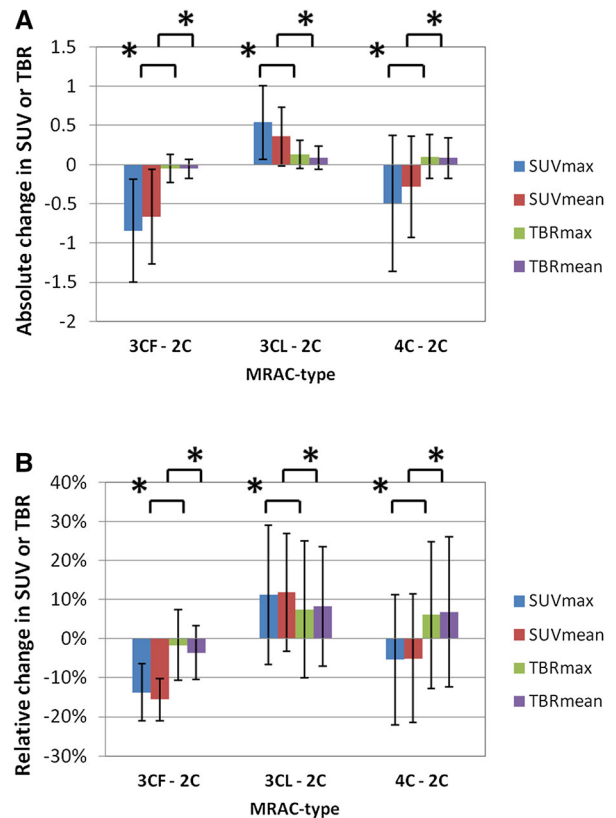 A
* * * * * *
Absolute change in SUV or TBR
1.5
1
0.5
0
-0.5
-1
-1.5
-2
3CF - 2C 3CL - 2C 4C - 2C
MRAC-type
SUVmax
SUVmean
TBRmax
TBRmean
B
* * * * * *
Relative change in SUV or TBR
40%
30%
20%
10%
0%
-10%
-20%
-30%
3CF - 2C 3CL - 2C 4C - 2C
MRAC-type
SUVmax
SUVmean
TBRmax
TBRmean